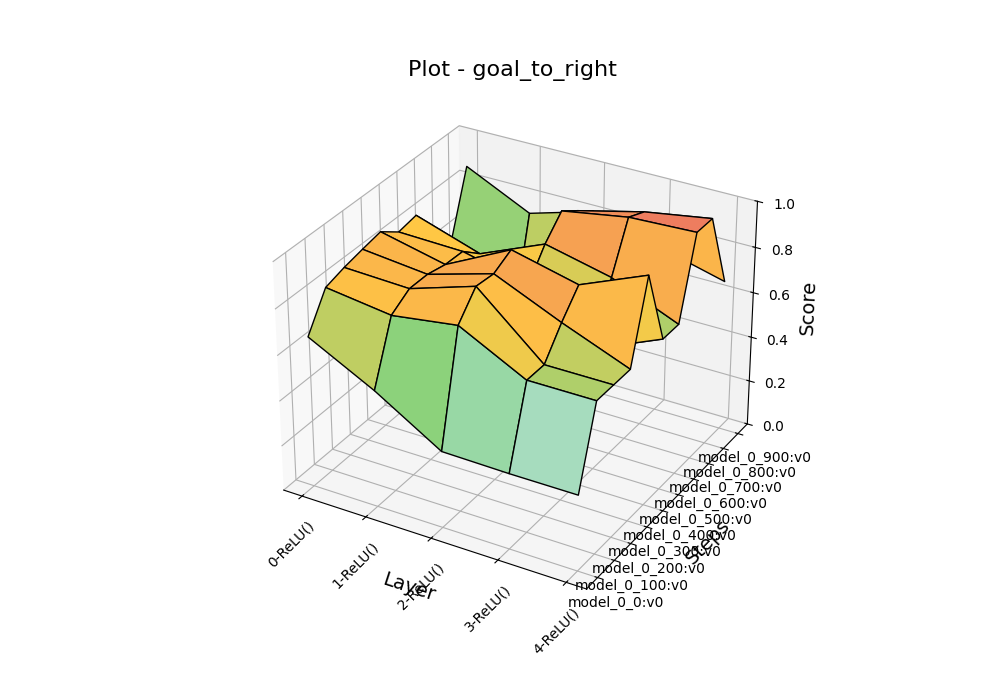 Plot - goal_to_right
1.0
0.8
0.6
0.4
0.2
0.0
Score
model_0_900:v0
model_0_800:v0
model_0_700:v0
model_0_600:v0
model_0_500:v0
model_0_400:v0
model_0_300:v0
model_0_200:v0
model_0_100:v0
model_0_0:v0
Steps
0-ReLU()
1-ReLU()
2-ReLU()
3-ReLU()
4-ReLU()
Layer